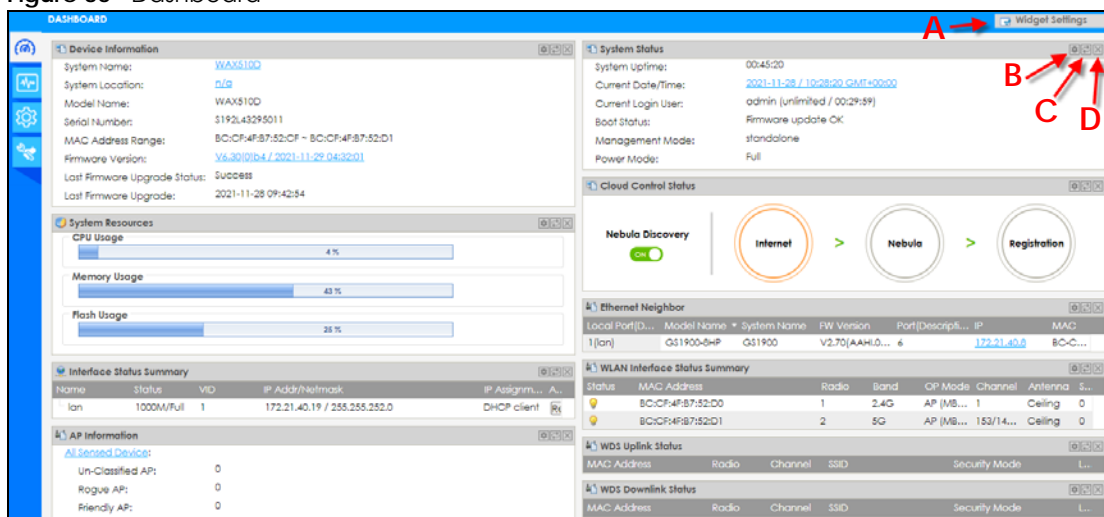 DASHBOARD
Widget Settings
A
Device Information
System Name: WAX510D
System Location: n/a
Model Name: WAX510D
Serial Number: S192L43295011
MAC Address Range: BC:CF:4F:B7:52:CF ~ BC:CF:4F:B7:52:D1
Firmware Version: V6.30(0)b4 / 2021-11-29 04:32:01
Last Firmware Upgrade Status: Success
Last Firmware Upgrade: 2021-11-28 09:42:54
System Resources
CPU Usage
4 %
Memory Usage
43 %
Flash Usage
25 %
Interface Status Summary
Name Status VID IP Addr/Netmask IP Assignm... A..
lan 1000M/Full 1 172.21.40.19 / 255.255.252.0 DHCP client
AP Information
All Sensed Device:
Un-Classified AP: 0
Rogue AP: 0
Friendly AP: 0
System Status
B
C
D
System Uptime: 00:45:20
Current Date/Time: 2021-11-28 / 10:28:20 GMT+00:00
Current Login User: admin (unlimited / 00:29:59)
Boot Status: Firmware update OK
Management Mode: standalone
Power Mode: Full
Cloud Control Status
Nebula Discovery
ON
Internet > Nebula > Registration
Ethernet Neighbor
Local Port(D... Model Name System Name FW Version Port(Descripti... IP MAC
1(lan) GS1900-8HP GS1900 V2.70(AAHI.0... 6 172.21.40.8 BC-C...
WLAN Interface Status Summary
Status MAC Address Radio Band OP Mode Channel Antenna S...
BC:CF:4F:B7:52:D0 1 2.4G AP (MB... 1 Ceiling 0
BC:CF:4F:B7:52:D1 2 5G AP (MB... 153/14... Ceiling 0
WDS Uplink Status
MAC Address Radio Channel SSID Security Mode L...
WDS Downlink Status
MAC Address Radio Channel SSID Security Mode L...